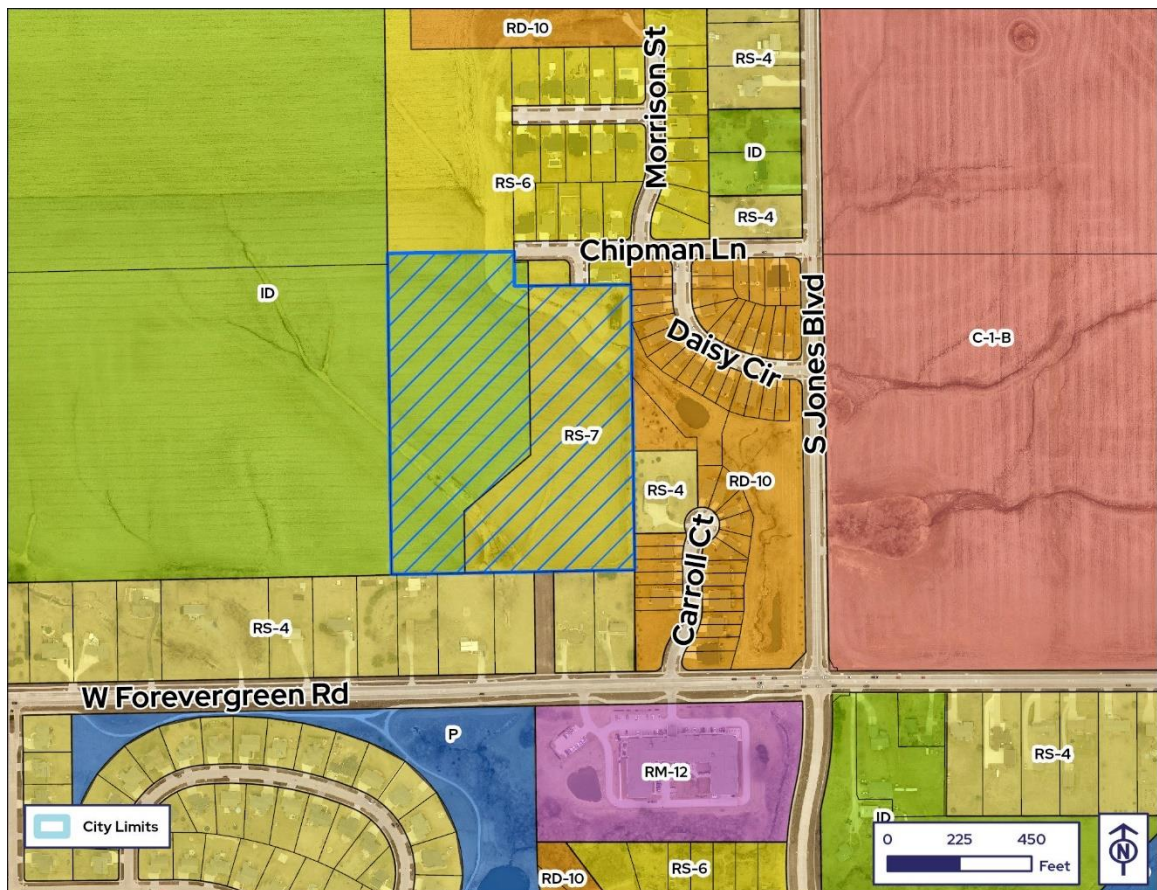 RD-10
Morrison St
RS-4
ID
RS-6
RS-4
Chipman Ln
ID
Daisy Cir
S Jones Blvd
C-1-B
RS-7
RS-4
RD-10
Carroll Ct
RS-4
W Forevergreen Rd
P
RM-12
RS-4
ID
City Limits
0 225 450
Feet
N
RD-10
RS-6